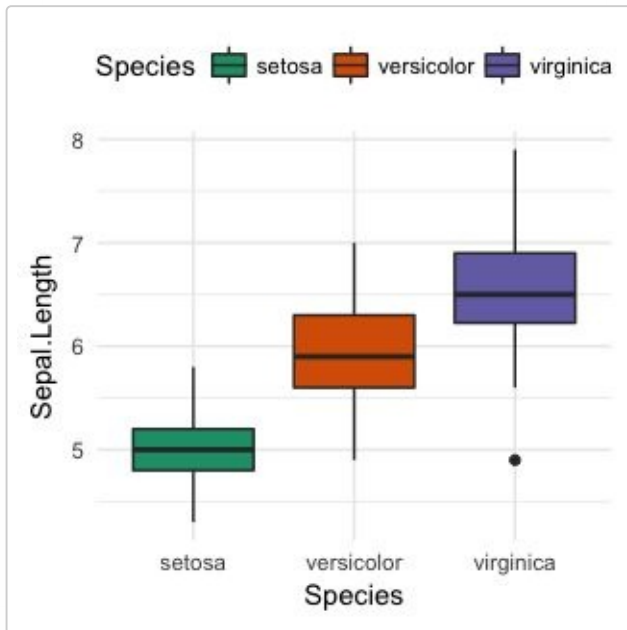 Species setosa versicolor virginica
8
7
6
5
Sepal.Length
setosa versicolor virginica
Species